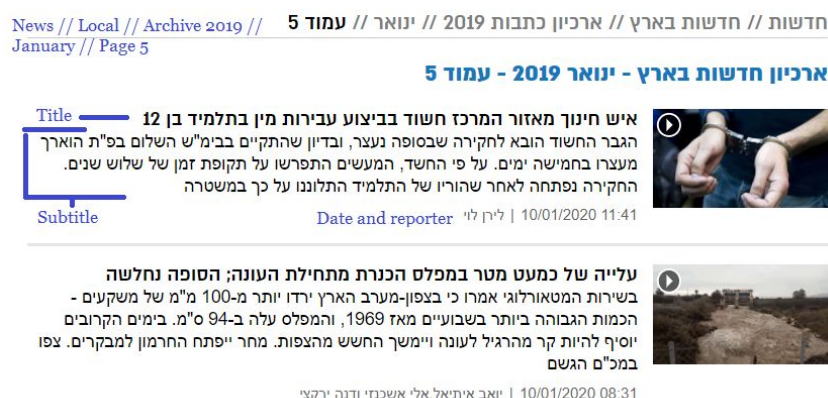 News // Local // Archive 2019 //
January // Page 5
חדשות // חדשות בארץ // ארכיון כתבות 2019 // ינואר // עמוד 5
ארכיון חדשות בארץ - ינואר 2019 - עמוד 5
Title
איש חינוך מאזור המרכז חשוד בביצוע עבירות מין בתלמיד בן 12
הגבר החשוד הובא לחקירה שבסופה נעצר, ובדיון שהתקיים בבימ"ש השלום בפ"ת הוארך
מעצרו בחמישה ימים. על פי החשד, המעשים התפרשו על תקופת זמן של שלוש שנים.
החקירה נפתחה לאחר שהוריו של התלמיד התלוננו על כך במשטרה
Subtitle
Date and reporter
10/01/2020 11:41 | לירן לוי
עלייה של כמעט מטר במפלס הכנרת מתחילת העונה; הסופה נחלשה
בשירות המטאורלוגי אמרו כי בצפון-מערב הארץ ירדו יותר מ-100 מ"מ של משקעים -
הכמות הגבוהה ביותר בשבועיים מאז 1969, והמפלס עלה ב-94 ס"מ. בימים הקרובים
יוסיף להיות קר מהרגיל לעונה ויימשך החשש מהצפות. מחר ייפתח החרמון למבקרים. צפו
במכ"ם הגשם
10/01/2020 08:31 | יואב איתיאל אלי אשכנזי ודנה ירקצי